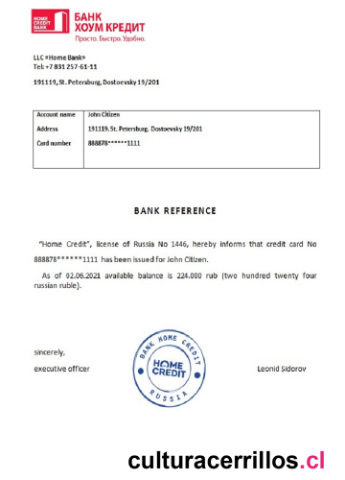 HOME
CREDIT
BANK
БАНК
ХОУМ КРЕДИТ
Просто. Быстро. Удобно.
LLC «Home Bank»
Tel: +7 831 257-61-11
191119, St. Petersburg, Dostoevsky 19/201
Account name John Citizen
Address 191119, St. Petersburg, Dostoevsky 19/201
Card number 888878******1111
BANK REFERENCE
"Home Credit", license of Russia No 1446, hereby informs that credit card No
888878******1111 has been issued for John Citizen.
As of 02.06.2021 available balance is 224.000 rub (two hundred twenty four
russian ruble).
sincerely,
executive officer
BANK HOME CREDIT
HOME
CREDIT
RUSSIA
Leonid Sidorov
culturacerrillos.cl